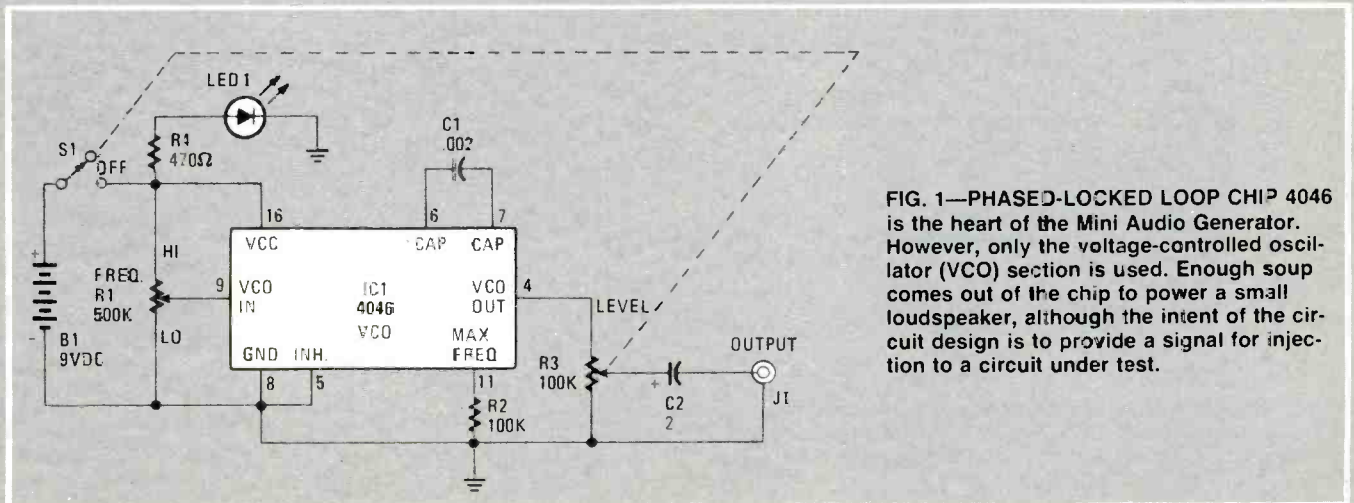 LED1
R4
470Ω
S1
OFF
C1
.002
16
6
7
VCC
CAP
CAP
HI
FREQ.
R1
500K
LO
9
VCO
IN
IC1
4046
VCO
VCO
OUT
4
LEVEL
MAX
FREQ
GND
INH.
8
5
11
B1
9VDC
R2
100K
R3
100K
C2
2
OUTPUT
J1
+
-
+
FIG. 1—PHASED-LOCKED LOOP CHIP 4046
is the heart of the Mini Audio Generator.
However, only the voltage-controlled oscil-
lator (VCO) section is used. Enough soup
comes out of the chip to power a small
loudspeaker, although the intent of the cir-
cuit design is to provide a signal for injec-
tion to a circuit under test.